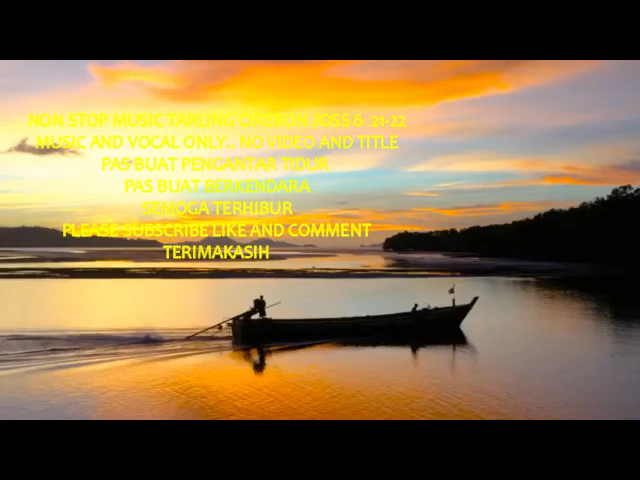 NON STOP MUSIC TARLING CIREBON JOSS 6  21-22
MUSIC AND VOCAL ONLY.. NO VIDEO AND TITLE
PAS BUAT PENGANTAR TIDUR
PAS BUAT BERKENDARA
SEMOGA TERHIBUR
PLEASE SUBSCRIBE LIKE AND COMMENT
TERIMAKASIH